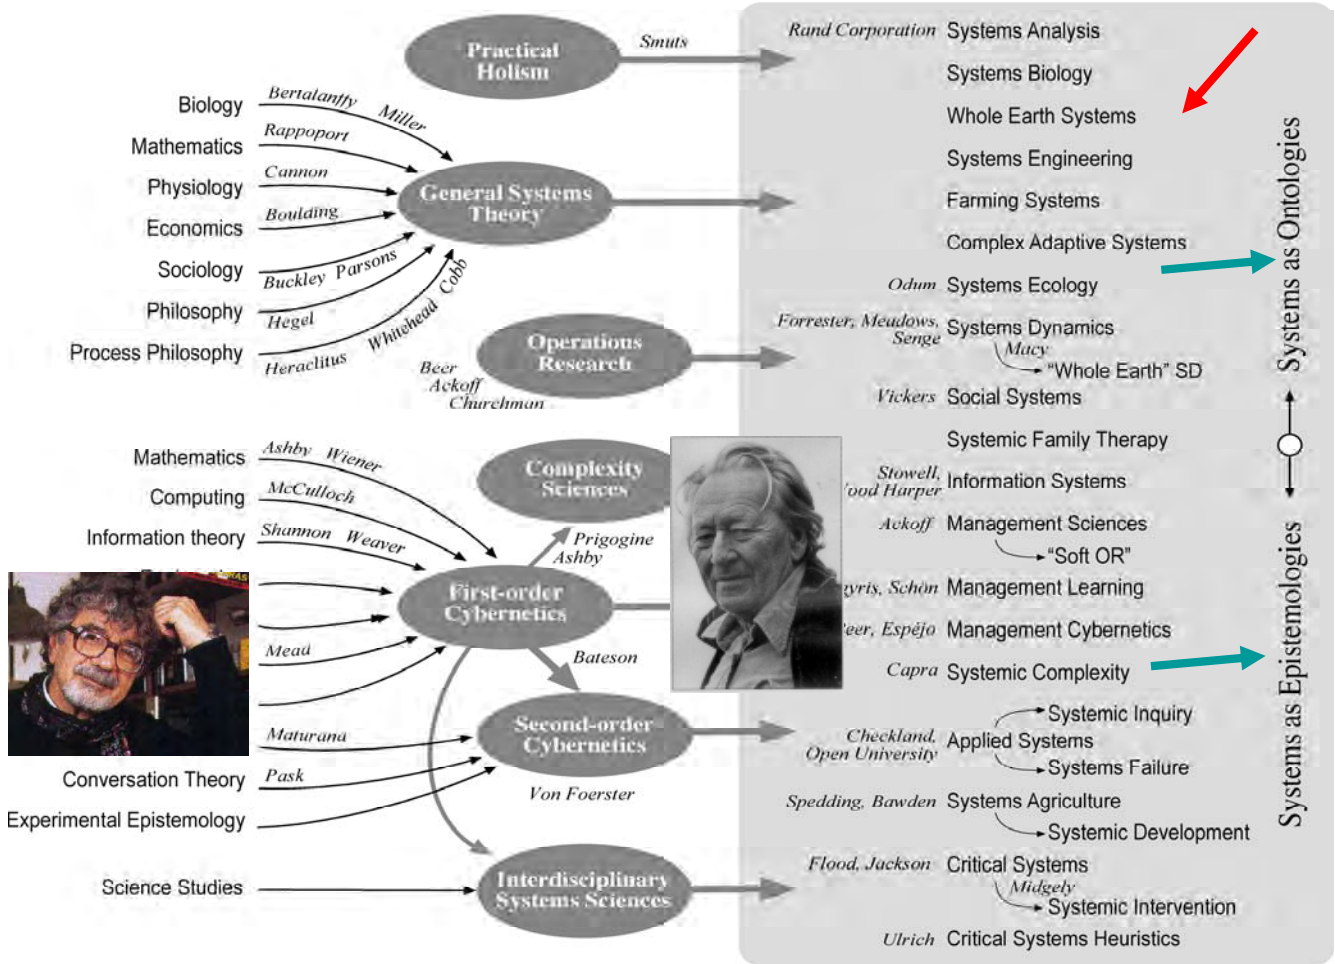 Practical
Holism
Smuts
Biology
Bertalanffy Miller
Mathematics
Rappoport
Physiology
Cannon
Economics
Boulding
Sociology
Buckley Parsons
Philosophy
Hegel
Process Philosophy
Heraclitus Whitehead Cobb
General Systems
Theory
Operations
Research
Beer
Ackoff
Churchman
Mathematics
Ashby Wiener
Computing
McCulloch
Information theory
Shannon Weaver
Mead
Maturana
Conversation Theory
Pask
Experimental Epistemology
Science Studies
Complexity
Sciences
Prigogine
Ashby
First-order
Cybernetics
Bateson
Second-order
Cybernetics
Von Foerster
Interdisciplinary
Systems Sciences
Rand Corporation Systems Analysis
Systems Biology
Whole Earth Systems
Systems Engineering
Farming Systems
Complex Adaptive Systems
Odum Systems Ecology
Forrester, Meadows,
Senge
Systems Dynamics
Macy
"Whole Earth" SD
Vickers Social Systems
Systemic Family Therapy
Stowell,
Harper
Information Systems
Ackoff Management Sciences
"Soft OR"
Schön Management Learning
Espéjo Management Cybernetics
Capra Systemic Complexity
Systemic Inquiry
Checkland,
Open University
Applied Systems
Systems Failure
Spedding, Bawden Systems Agriculture
Systemic Development
Flood, Jackson Critical Systems
Midgely
Systemic Intervention
Ulrich Critical Systems Heuristics
Systems as Ontologies
Systems as Epistemologies